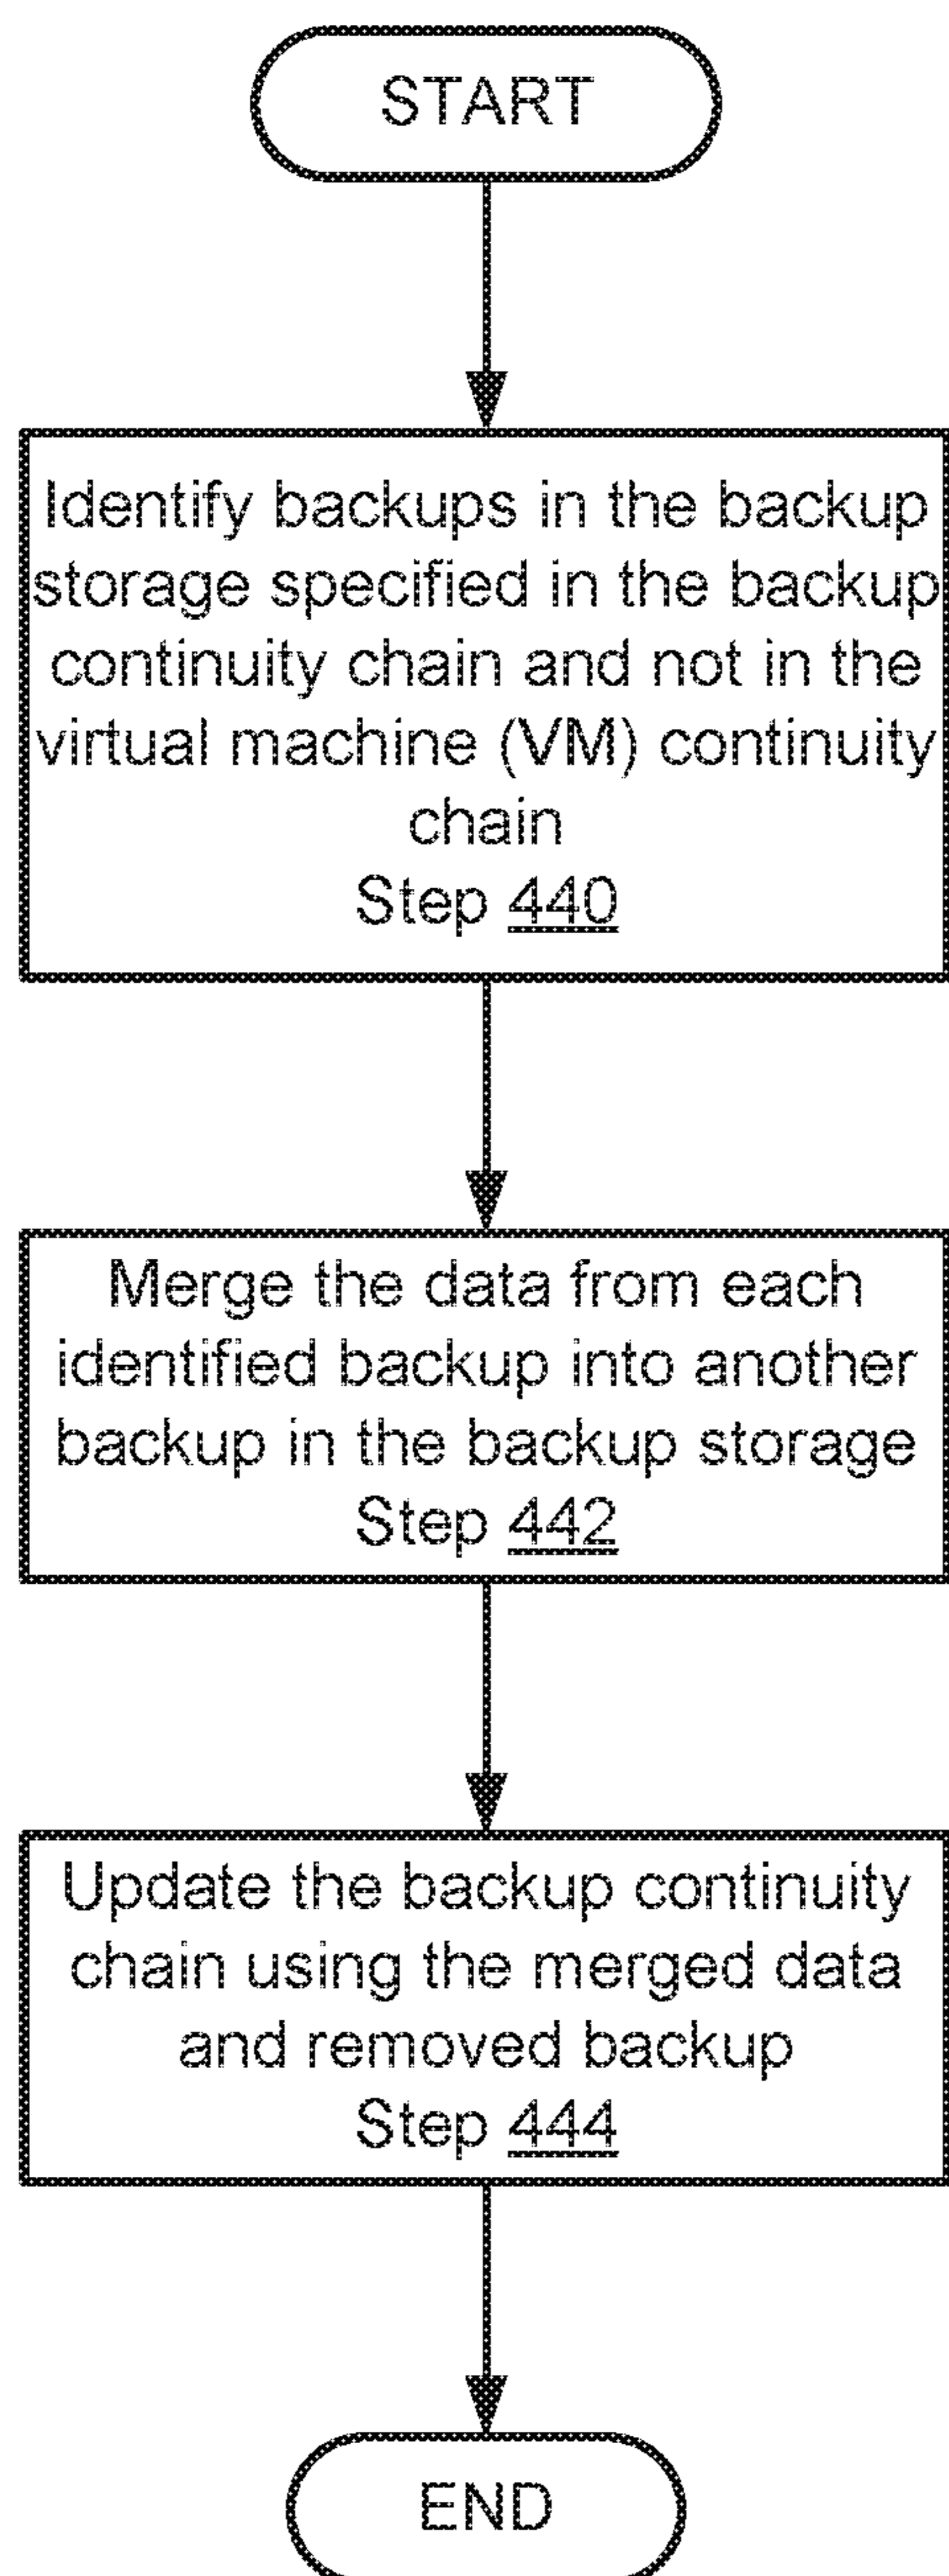 START
Identify backups in the backup
storage specified in the backup
continuity chain and not in the
virtual machine (VM) continuity
chain
Step 440
Merge the data from each
identified backup into another
backup in the backup storage
Step 442
Update the backup continuity
chain using the merged data
and removed backup
Step 444
END